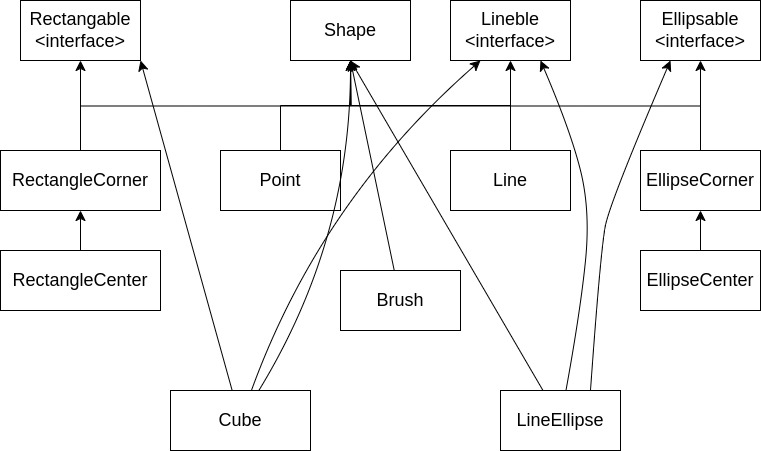 Rectangable
<interface>
Shape
Lineble
<interface>
Ellipsable
<interface>
RectangleCorner
Point
Line
EllipseCorner
RectangleCenter
Brush
EllipseCenter
Cube
LineEllipse